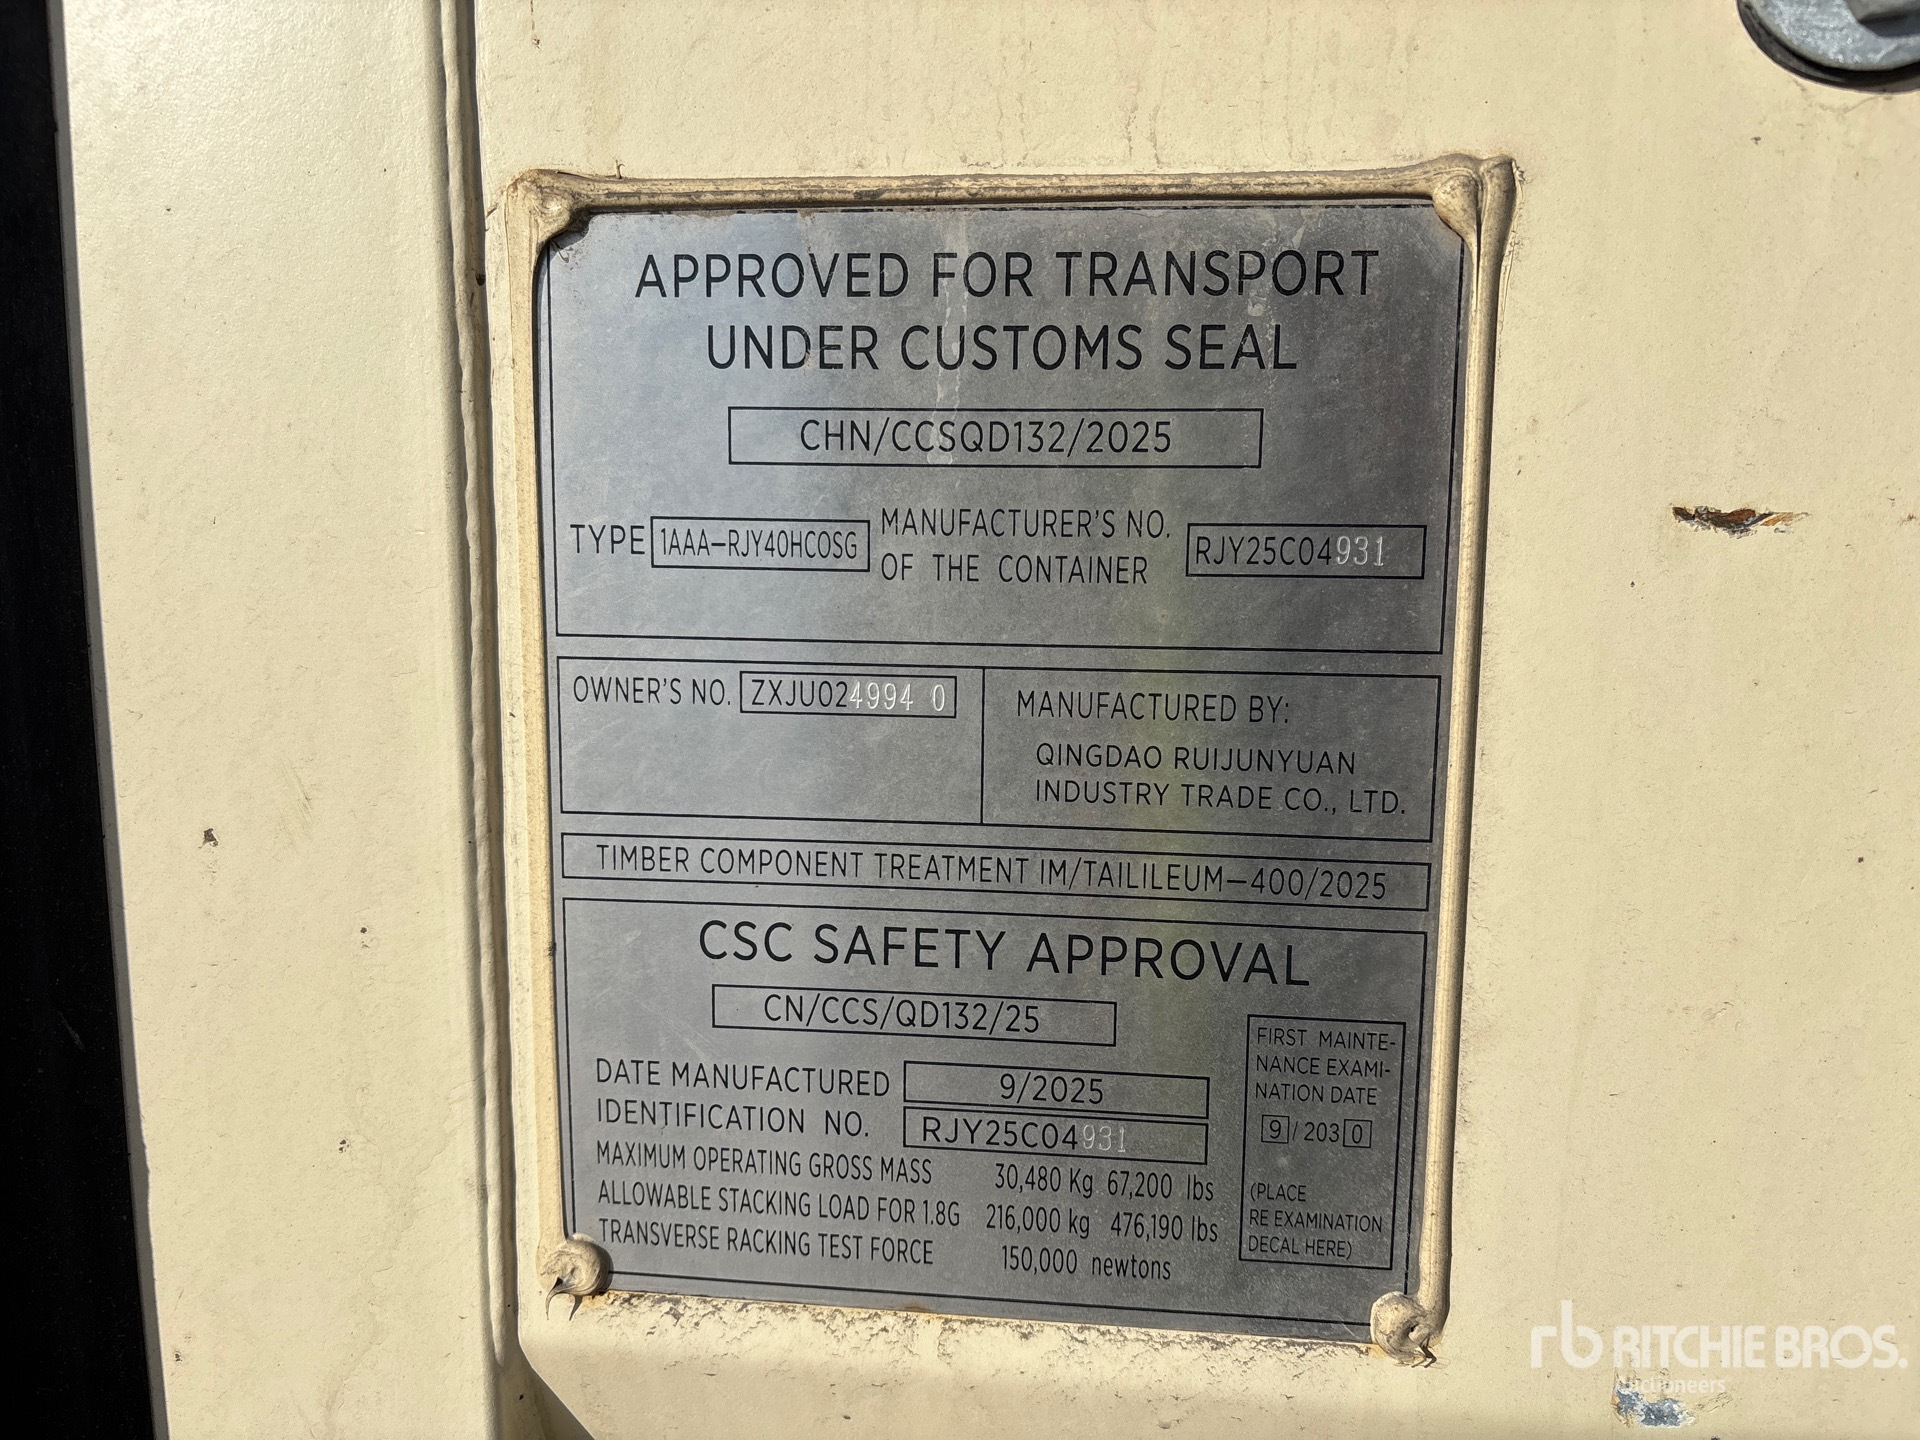 APPROVED FOR TRANSPORT
UNDER CUSTOMS SEAL
CHN/CCSQD132/2025
TYPE 1AAA-RJY40HCOSG MANUFACTURER'S NO. OF THE CONTAINER RJY25C04931
OWNER'S NO. ZXJU024994 0
MANUFACTURED BY:
QINGDAO RUIJUNYUAN
INDUSTRY TRADE CO., LTD.
TIMBER COMPONENT TREATMENT IM/TAILILEUM-400/2025
CSC SAFETY APPROVAL
CN/CCS/QD132/25
DATE MANUFACTURED 9/2025
IDENTIFICATION NO. RJY25C04931
MAXIMUM OPERATING GROSS MASS 30,480 Kg 67,200 lbs
ALLOWABLE STACKING LOAD FOR 1.8G 216,000 kg 476,190 lbs
TRANSVERSE RACKING TEST FORCE 150,000 newtons
FIRST MAINTE-
NANCE EXAMI-
NATION DATE
9/2030
(PLACE
RE EXAMINATION
DECAL HERE)
rb RITCHIE BROS.
Auctioneers